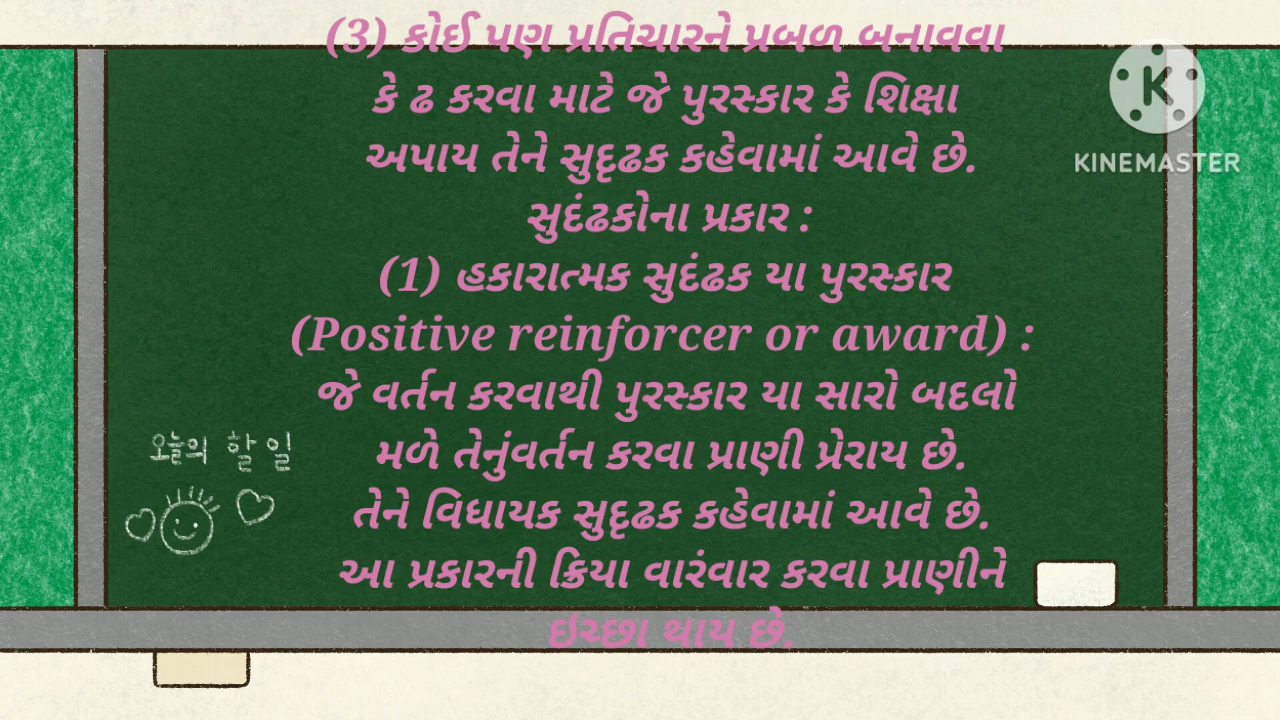 (3) કોઈ પણ પ્રતિચારને પ્રબળ બનાવવા
કે ઢ કરવા માટે જે પુરસ્કાર કે શિક્ષા
અપાય તેને સુદૃઢક કહેવામાં આવે છે.
સુદંઢકોના પ્રકાર :
(1) હકારાત્મક સુદંઢક યા પુરસ્કાર
(Positive reinforcer or award) :
જે વર્તન કરવાથી પુરસ્કાર યા સારો બદલો
મળે તેનુંવર્તન કરવા પ્રાણી પ્રેરાય છે.
તેને વિધાયક સુદૃઢક કહેવામાં આવે છે.
આ પ્રકારની ક્રિયા વારંવાર કરવા પ્રાણીને
ઇચ્છા થાય છે.
오늘의 할 일
K
KINEMASTER